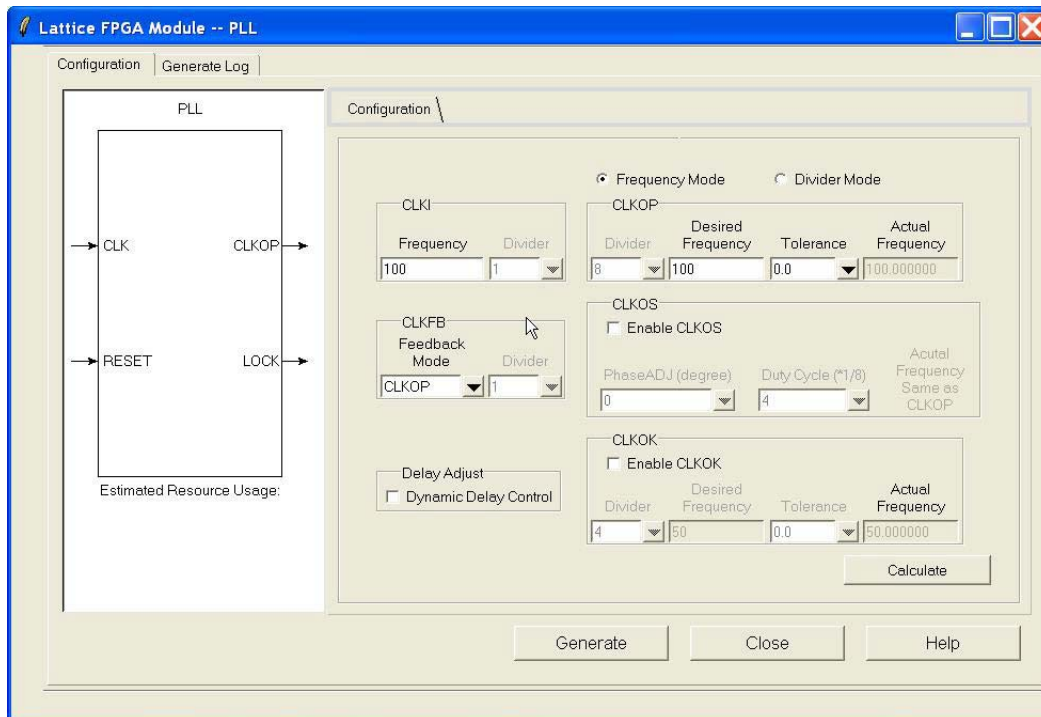 Lattice FPGA Module -- PLL
Configuration
Generate Log
PLL
CLK
CLKOP
RESET
LOCK
Estimated Resource Usage:
Configuration
Frequency Mode
Divider Mode
CLKI
Frequency
Divider
100
1
CLKOP
Divider
Desired
Frequency
Tolerance
Actual
Frequency
8
100
0.0
100.000000
CLKFB
Feedback
Mode
Divider
CLKOP
1
CLKOS
Enable CLKOS
PhaseADJ (degree)
Duty Cycle (*1/8)
Acutal
Frequency
Same as
CLKOP
0
4
Delay Adjust
Dynamic Delay Control
CLKOK
Enable CLKOK
Divider
Desired
Frequency
Tolerance
Actual
Frequency
4
50
0.0
50.000000
Calculate
Generate
Close
Help